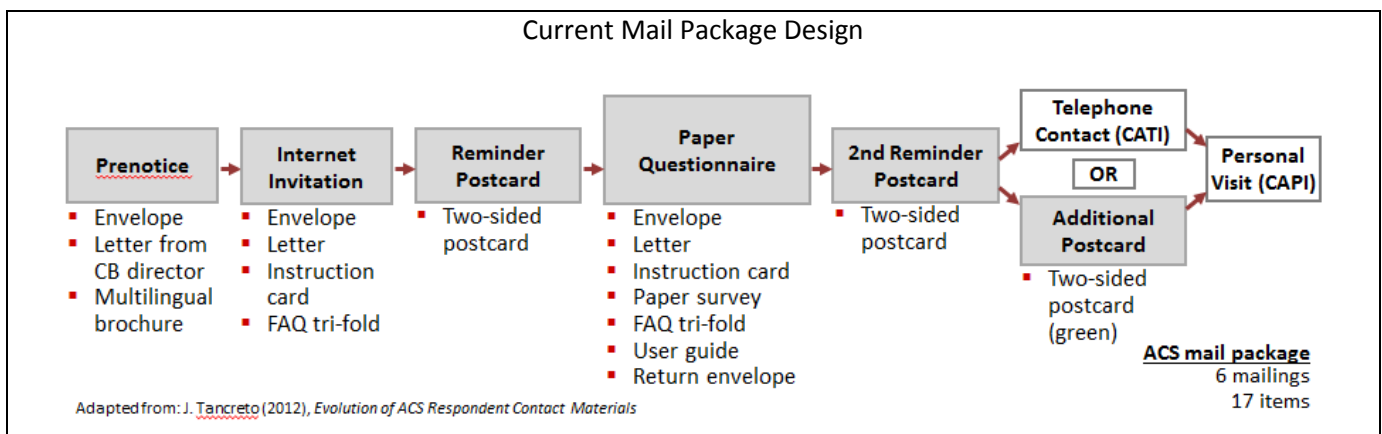 Current Mail Package Design
Prenotice
▪ Envelope
▪ Letter from
CB director
▪ Multilingual
brochure
Internet
Invitation
▪ Envelope
▪ Letter
▪ Instruction
card
▪ FAQ tri-fold
Reminder
Postcard
▪ Two-sided
postcard
Paper
Questionnaire
▪ Envelope
▪ Letter
▪ Instruction card
▪ Paper survey
▪ FAQ tri-fold
▪ User guide
▪ Return envelope
2nd Reminder
Postcard
▪ Two-sided
postcard
Telephone
Contact (CATI)
OR
Additional
Postcard
▪ Two-sided
postcard
(green)
Personal
Visit (CAPI)
ACS mail package
6 mailings
17 items
Adapted from: J. Tancreto (2012), Evolution of ACS Respondent Contact Materials